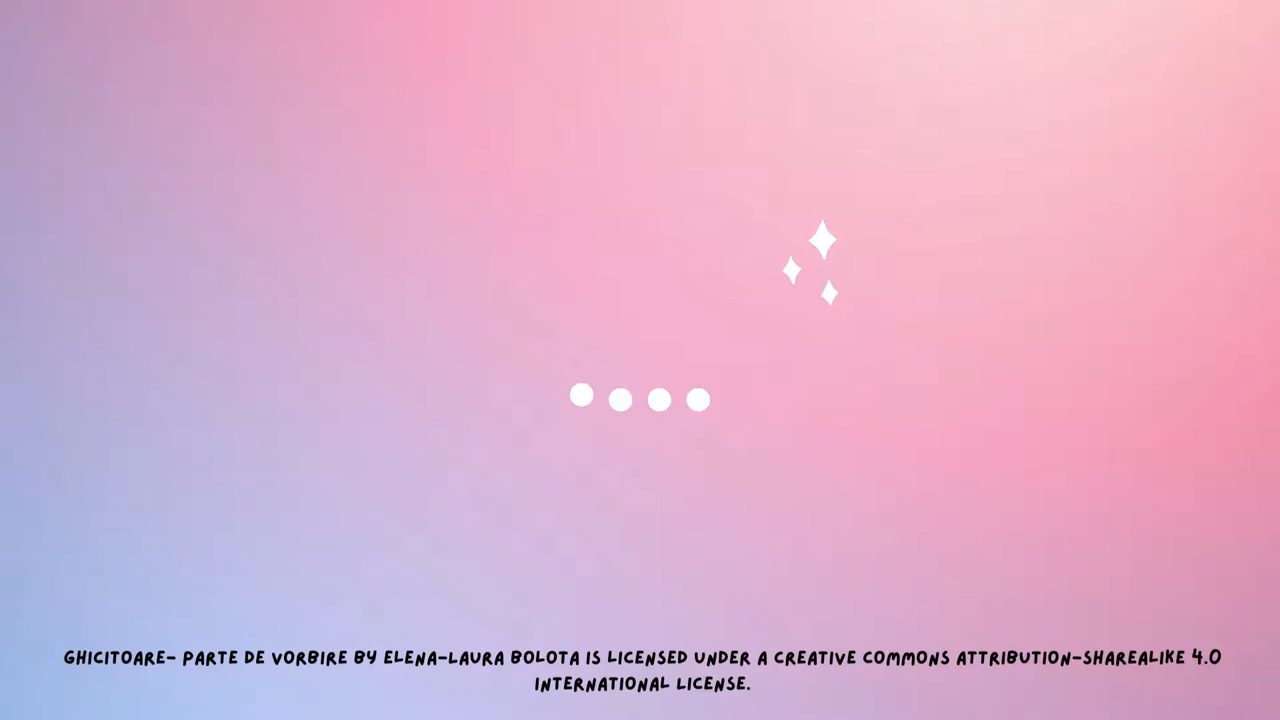 GHICITOARE- PARTE DE VORBIRE BY ELENA-LAURA BOLOTA IS LICENSED UNDER A CREATIVE COMMONS ATTRIBUTION-SHAREALIKE 4.0
INTERNATIONAL LICENSE.